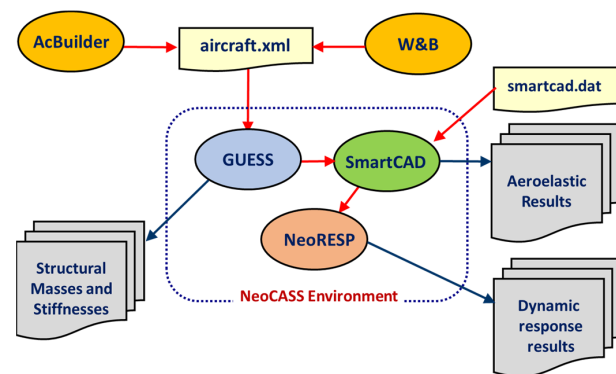 AcBuilder
aircraft.xml
W&B
smartcad.dat
GUESS
SmartCAD
Aeroelastic
Results
NeoRESP
Structural
Masses and
Stiffnesses
NeoCASS Environment
Dynamic
response
results